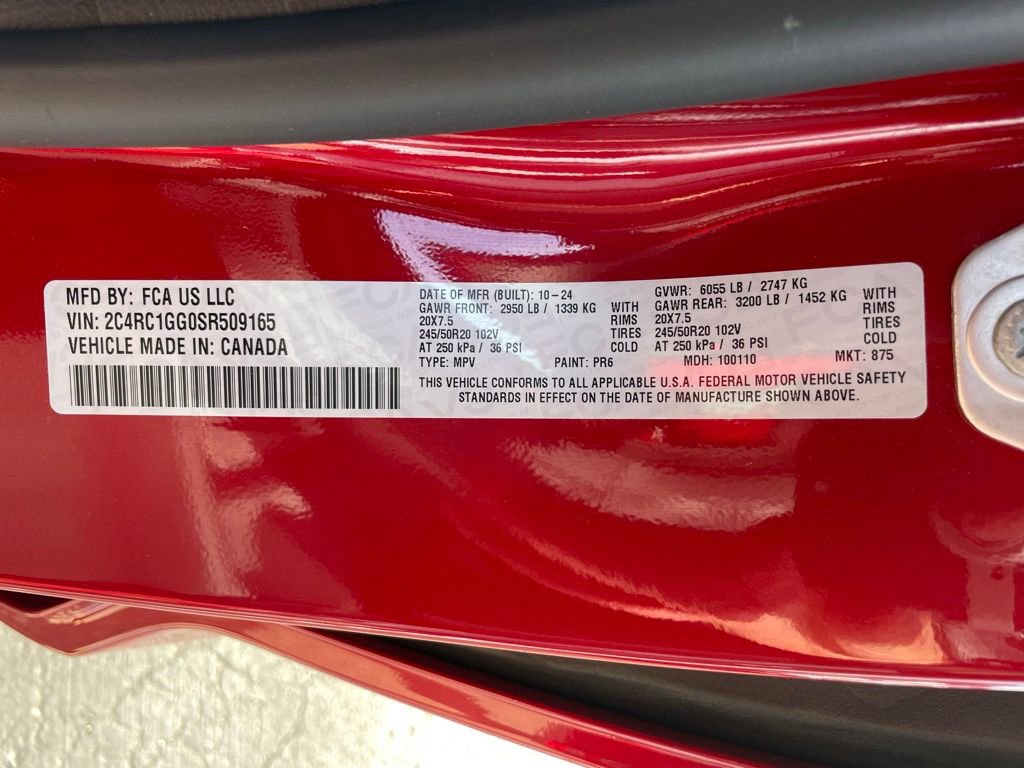 MFD BY: FCA US LLC
VIN: 2C4RC1GG0SR509165
VEHICLE MADE IN: CANADA
DATE OF MFR (BUILT): 10-24
GAWR FRONT: 2950 LB / 1339 KG WITH
20X7.5 RIMS
245/50R20 102V TIRES
AT 250 kPa / 36 PSI COLD
TYPE: MPV PAINT: PR6
GVWR: 6055 LB / 2747 KG
GAWR REAR: 3200 LB / 1452 KG WITH
20X7.5 RIMS
245/50R20 102V TIRES
AT 250 kPa / 36 PSI COLD
MDH: 100110 MKT: 875
THIS VEHICLE CONFORMS TO ALL APPLICABLE U.S.A. FEDERAL MOTOR VEHICLE SAFETY
STANDARDS IN EFFECT ON THE DATE OF MANUFACTURE SHOWN ABOVE.